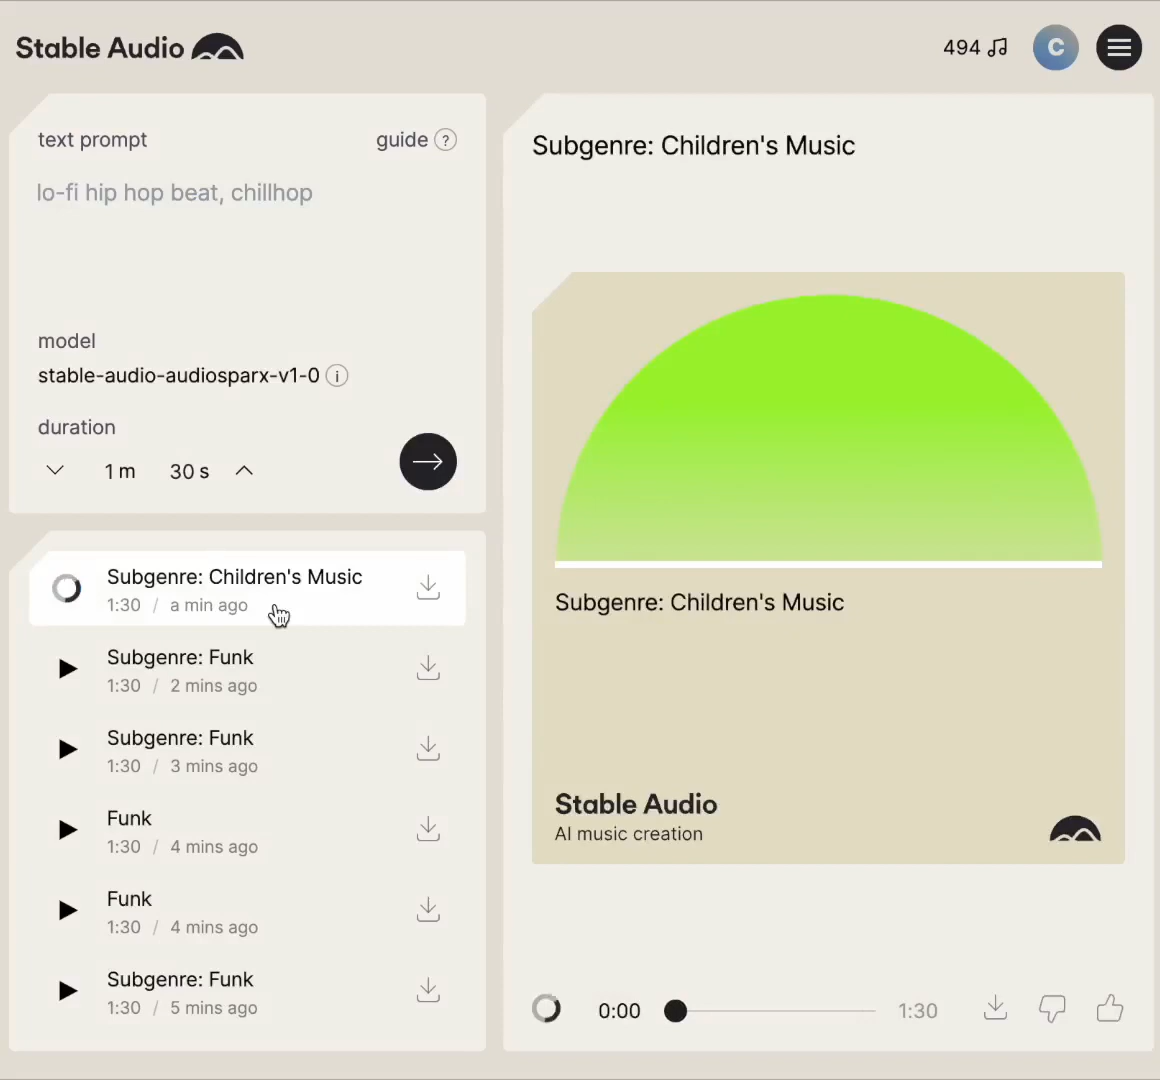 Stable Audio
494
C
text prompt
guide ?
lo-fi hip hop beat, chillhop
model
stable-audio-audiosparx-v1-0 i
duration
1 m 30 s
Subgenre: Children's Music
1:30 / a min ago
Subgenre: Funk
1:30 / 2 mins ago
Subgenre: Funk
1:30 / 3 mins ago
Funk
1:30 / 4 mins ago
Funk
1:30 / 4 mins ago
Subgenre: Funk
1:30 / 5 mins ago
Subgenre: Children's Music
Subgenre: Children's Music
Stable Audio
AI music creation
0:00
1:30